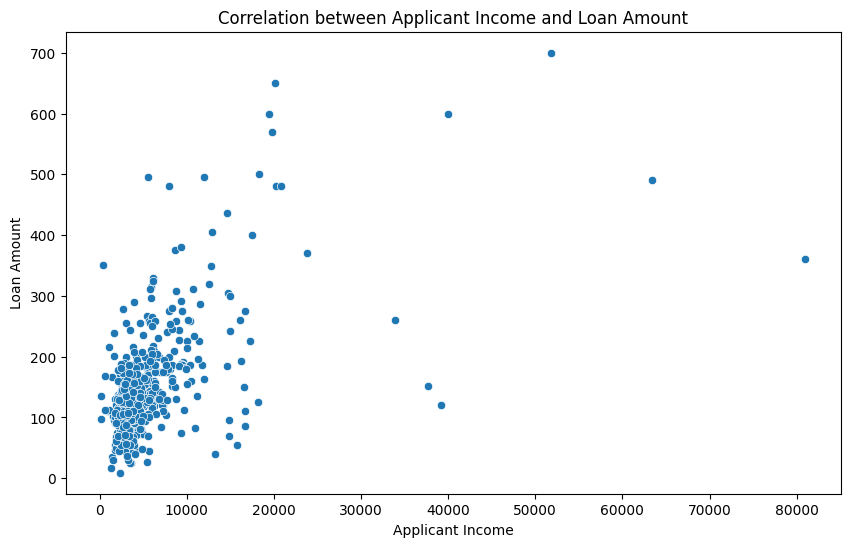 Correlation between Applicant Income and Loan Amount
700
600
500
400
300
200
100
0
Loan Amount
0 10000 20000 30000 40000 50000 60000 70000 80000
Applicant Income